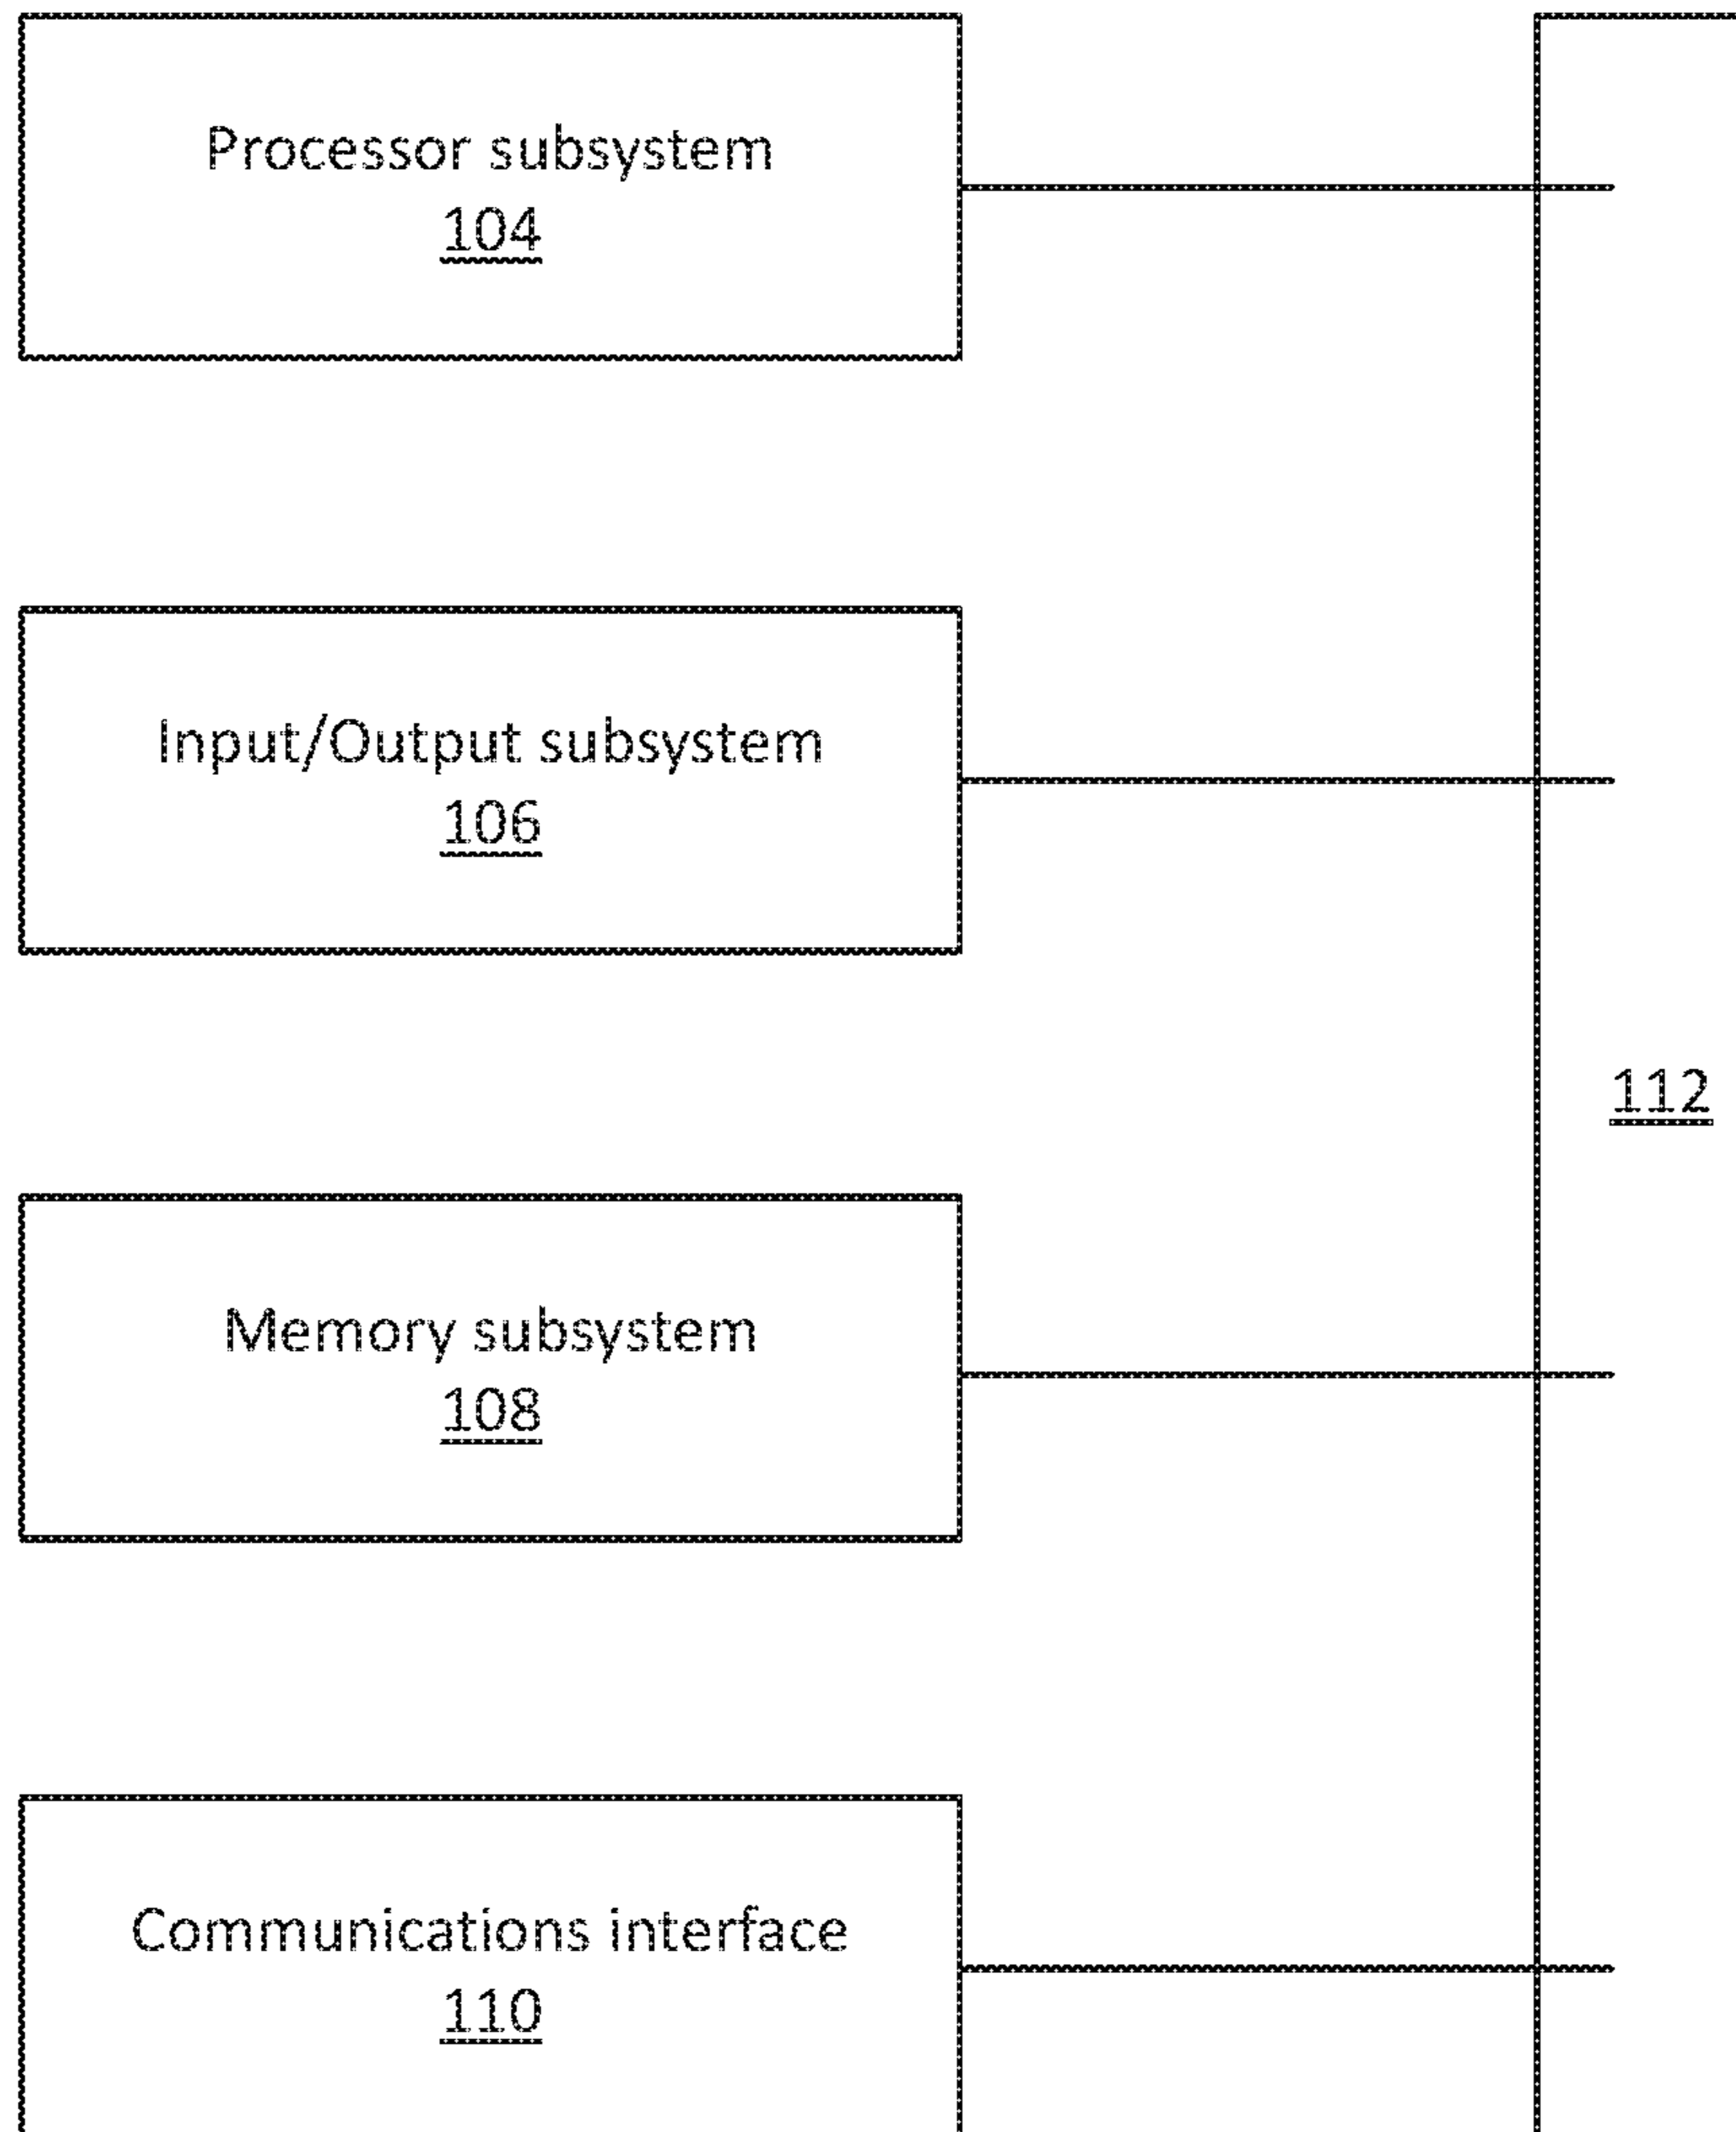 Processor subsystem
104
Input/Output subsystem
106
112
Memory subsystem
108
Communications interface
110